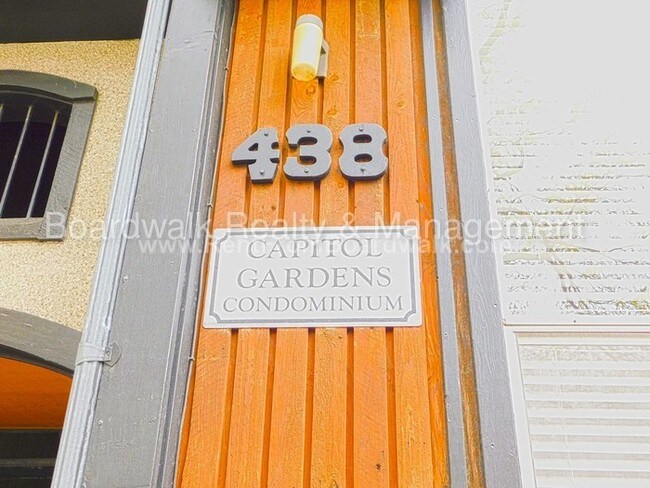 438
Boardwalk Realty & Management
CAPITOL
GARDENS
CONDOMINIUM